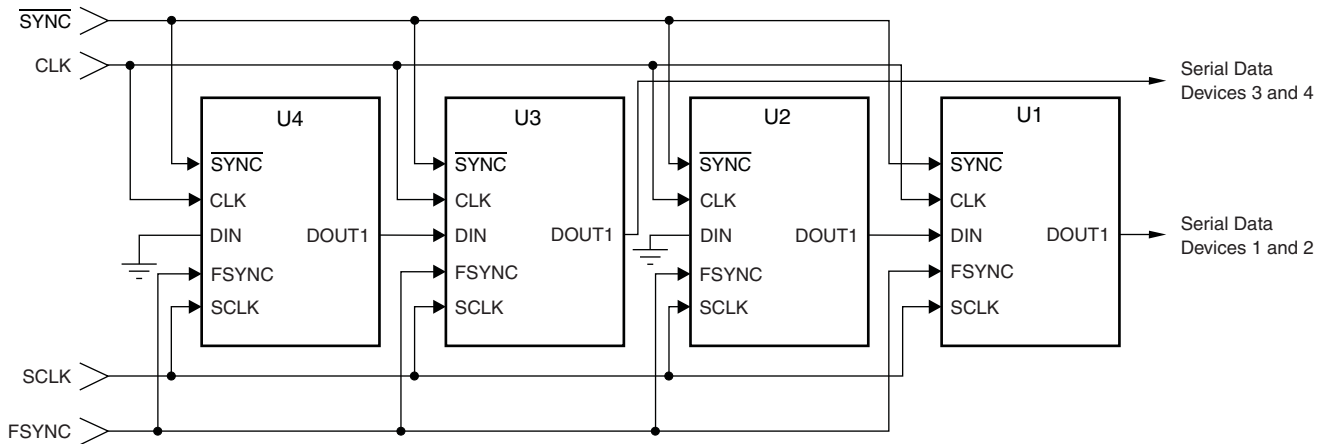 SYNC
CLK
Serial Data
Devices 3 and 4
U4
U3
U2
U1
SYNC
SYNC
SYNC
SYNC
CLK
CLK
CLK
CLK
DIN
DOUT1
DIN
DOUT1
DIN
DOUT1
DIN
DOUT1
Serial Data
Devices 1 and 2
FSYNC
FSYNC
FSYNC
FSYNC
SCLK
SCLK
SCLK
SCLK
SCLK
FSYNC